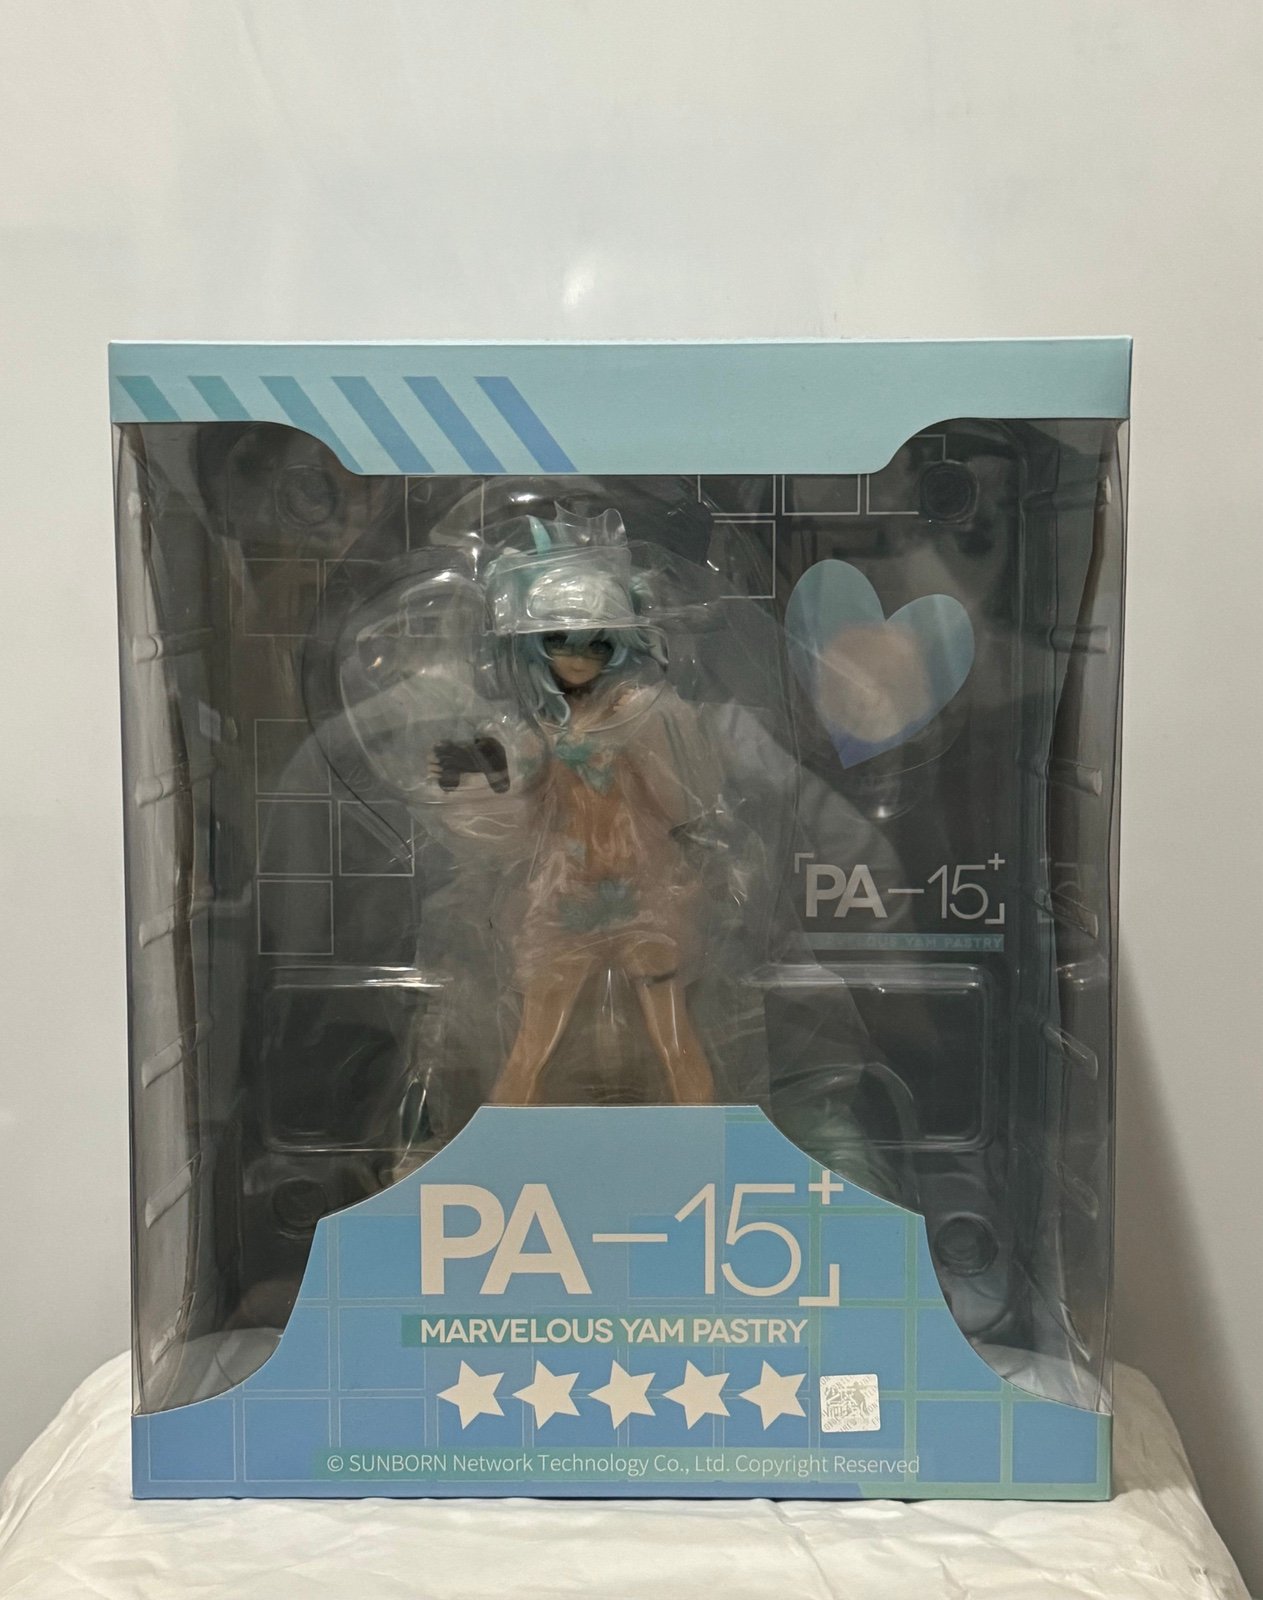 PA-15+
PA-15+
MARVELOUS YAM PASTRY
MARVELOUS YAM PASTRY
© SUNBORN Network Technology Co., Ltd. Copyright Reserved